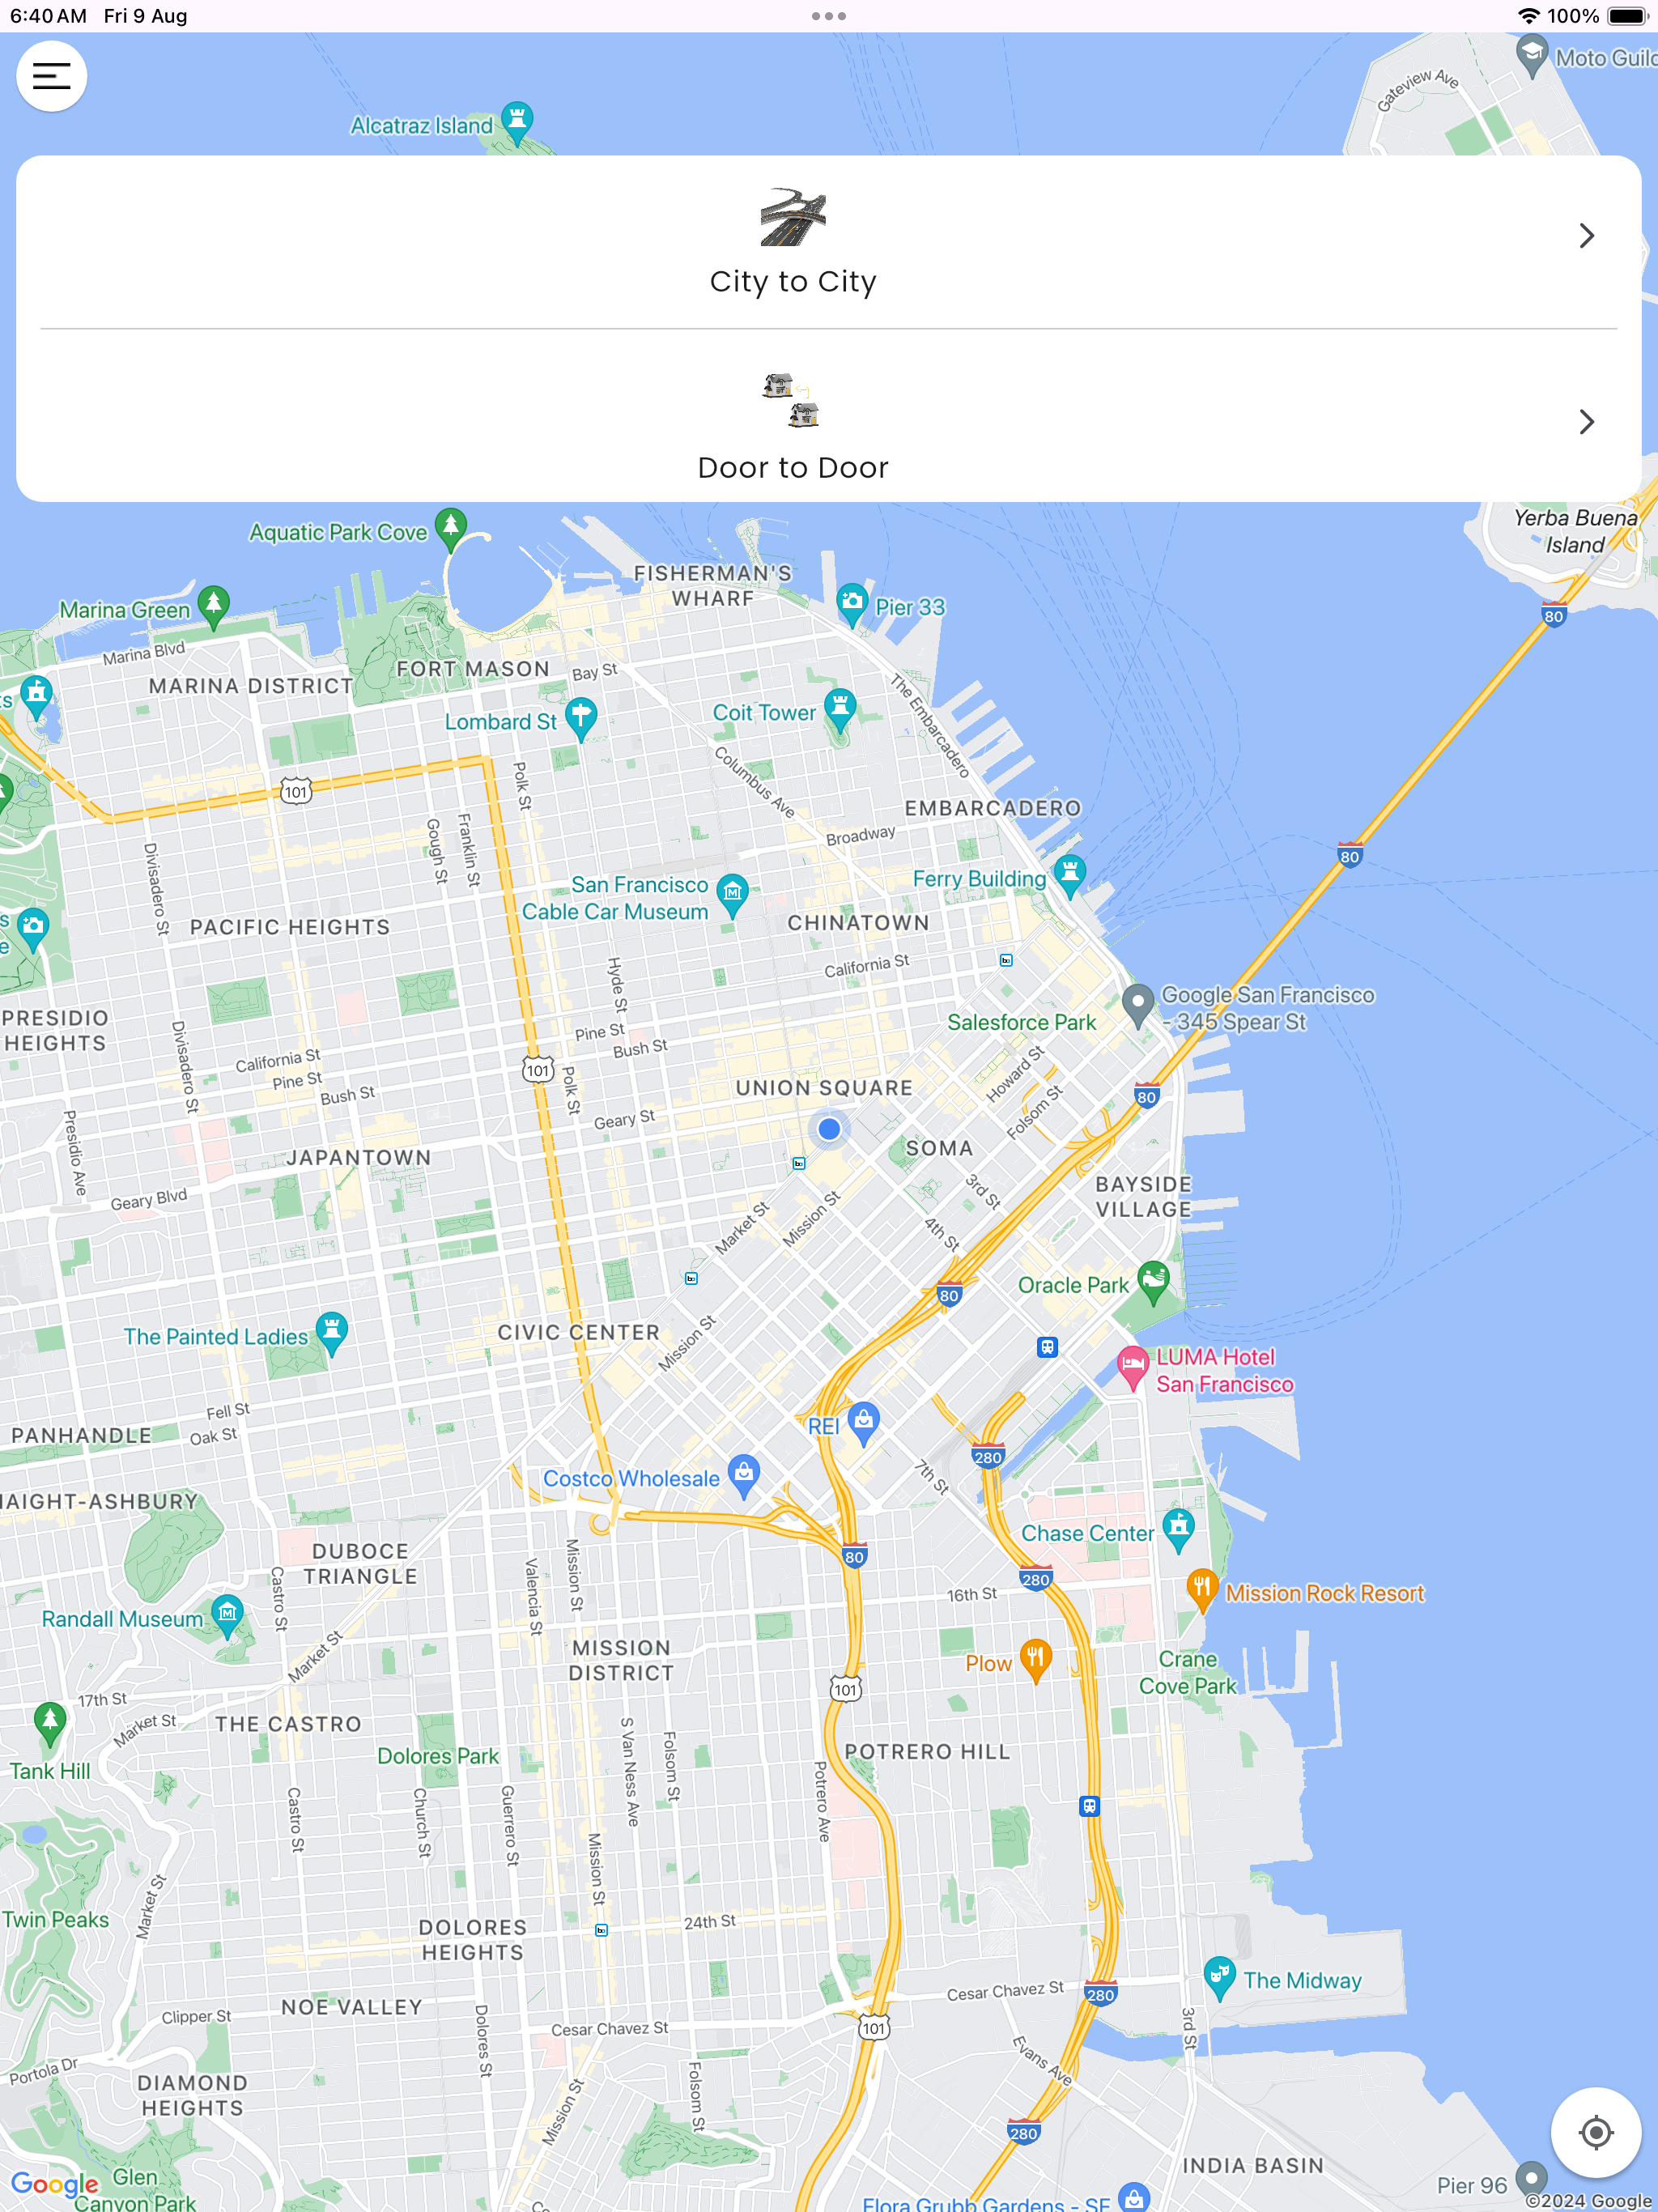 6:40 AM Fri 9 Aug
100%
Moto Guild
Gateview Ave
Alcatraz Island
City to City
Door to Door
Yerba Buena
Island
Aquatic Park Cove
FISHERMAN'S
WHARF
Pier 33
80
Marina Green
Marina Blvd
MARINA DISTRICT
FORT MASON
Bay St
The Embarcadero
Lombard St
Coit Tower
Columbus Ave
101
Polk St
EMBARCADERO
Broadway
Gough St
Franklin St
Divisadero St
80
San Francisco
Cable Car Museum
Ferry Building
PACIFIC HEIGHTS
CHINATOWN
California St
Hyde St
Google San Francisco
- 345 Spear St
Salesforce Park
PRESIDIO
HEIGHTS
Divisadero St
Pine St
Bush St
California St
Pine St
Bush St
101
Polk St
Howard St
Folsom St
80
UNION SQUARE
Geary St
Presidio Ave
JAPANTOWN
SOMA
Geary Blvd
3rd St
BAYSIDE
VILLAGE
Market St
Mission St
4th St
80
Oracle Park
The Painted Ladies
CIVIC CENTER
Mission St
LUMA Hotel
San Francisco
Fell St
Oak St
PANHANDLE
REI
280
7th St
Costco Wholesale
HAIGHT-ASHBURY
Chase Center
DUBOCE
TRIANGLE
80
280
Castro St
Valencia St
Mission St
16th St
Mission Rock Resort
Randall Museum
Market St
MISSION
DISTRICT
Plow
Crane
Cove Park
101
17th St
Market St
THE CASTRO
Tank Hill
Dolores Park
S Van Ness Ave
Folsom St
POTRERO HILL
Castro St
Church St
Guerrero St
Potrero Ave
Mission St
Market St
Twin Peaks
DOLORES
HEIGHTS
24th St
The Midway
Cesar Chavez St
280
NOE VALLEY
Clipper St
Dolores St
Cesar Chavez St
101
3rd St
Evans Ave
Portola Dr
DIAMOND
HEIGHTS
Mission St
Folsom St
280
INDIA BASIN
Google
Glen
Canyon Park
Pier 96
Flora Grubb Gardens - SF
©2024 Google